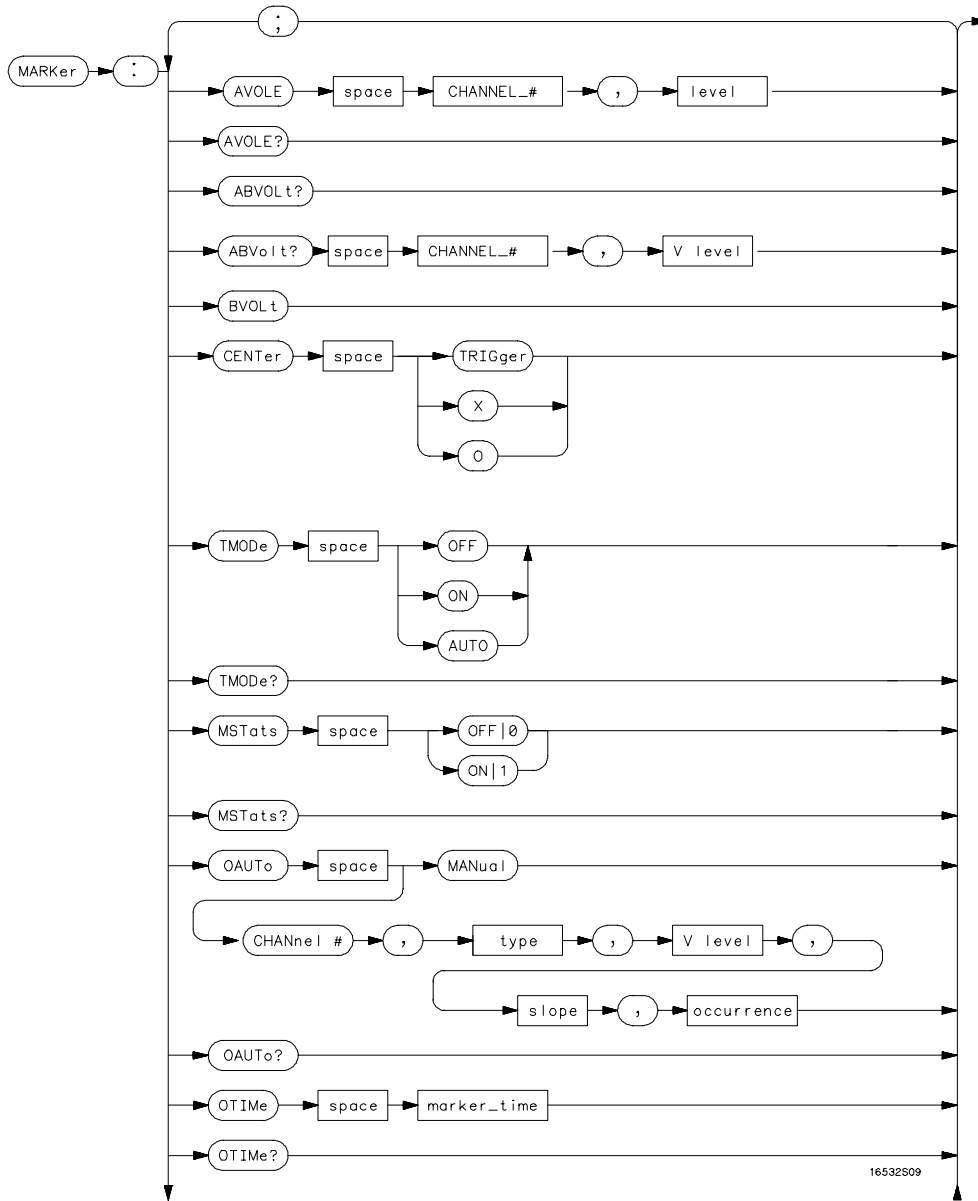 ;
MARKer :
AVOLE space CHANNEL_# , level
AVOLE?
ABVOLt?
ABVolt? space CHANNEL_# , V level
BVOLt
CENTer space TRIGger
X
O
TMODe space OFF
ON
AUTO
TMODe?
MSTats space OFF|0
ON|1
MSTats?
OAUTo space MANual
CHANnel # , type , V level ,
slope , occurrence
OAUTo?
OTIMe space marker_time
OTIMe?
16532S09